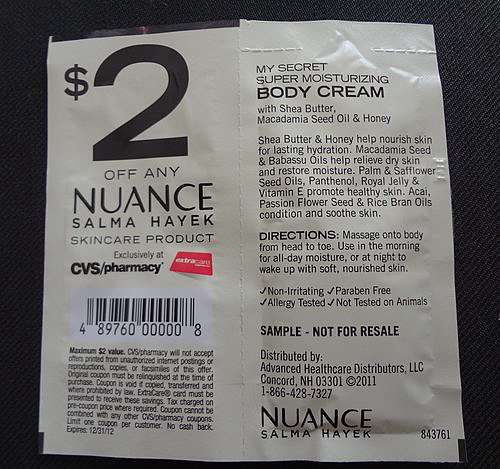 $2
OFF ANY
NUANCE
SALMA HAYEK
SKINCARE PRODUCT
Exclusively at
CVS/pharmacy®
extracare
4 89760 00000 8
Maximum $2 value. CVS/pharmacy will not accept
offers printed from unauthorized internet postings or
reproductions, copies, or facsimiles of this offer.
Original coupon must be relinquished at the time of
purchase. Coupon is void if copied, transferred and
where prohibited by law. ExtraCare® card must be
presented to receive these savings. Tax charged on
pre-coupon price where required. Coupon cannot be
combined with any other CVS/pharmacy coupons.
Limit one coupon per customer. No cash back.
Expires: 12/31/12
MY SECRET
SUPER MOISTURIZING
BODY CREAM
with Shea Butter,
Macadamia Seed Oil & Honey
Shea Butter & Honey help nourish skin
for lasting hydration. Macadamia Seed
& Babassu Oils help relieve dry skin
and restore moisture. Palm & Safflower
Seed Oils, Panthenol, Royal Jelly &
Vitamin E promote healthy skin. Acai,
Passion Flower Seed & Rice Bran Oils
condition and soothe skin.
DIRECTIONS: Massage onto body
from head to toe. Use in the morning
for all-day moisture, or at night to
wake up with soft, nourished skin.
✓Non-Irritating ✓Paraben Free
✓Allergy Tested ✓Not Tested on Animals
SAMPLE - NOT FOR RESALE
Distributed by:
Advanced Healthcare Distributors, LLC
Concord, NH 03301 ©2011
1-866-428-7327
NUANCE
SALMA HAYEK
843761